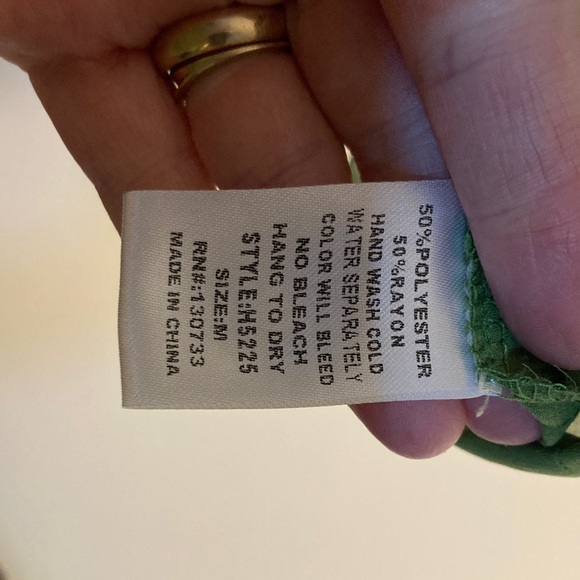 50%POLYESTER
50%RAYON
HAND WASH COLD
WATER SEPARATELY
COLOR WILL BLEED
NO BLEACH
HANG TO DRY
STYLE:H5225
SIZE:M
RN#:130733
MADE IN CHINA